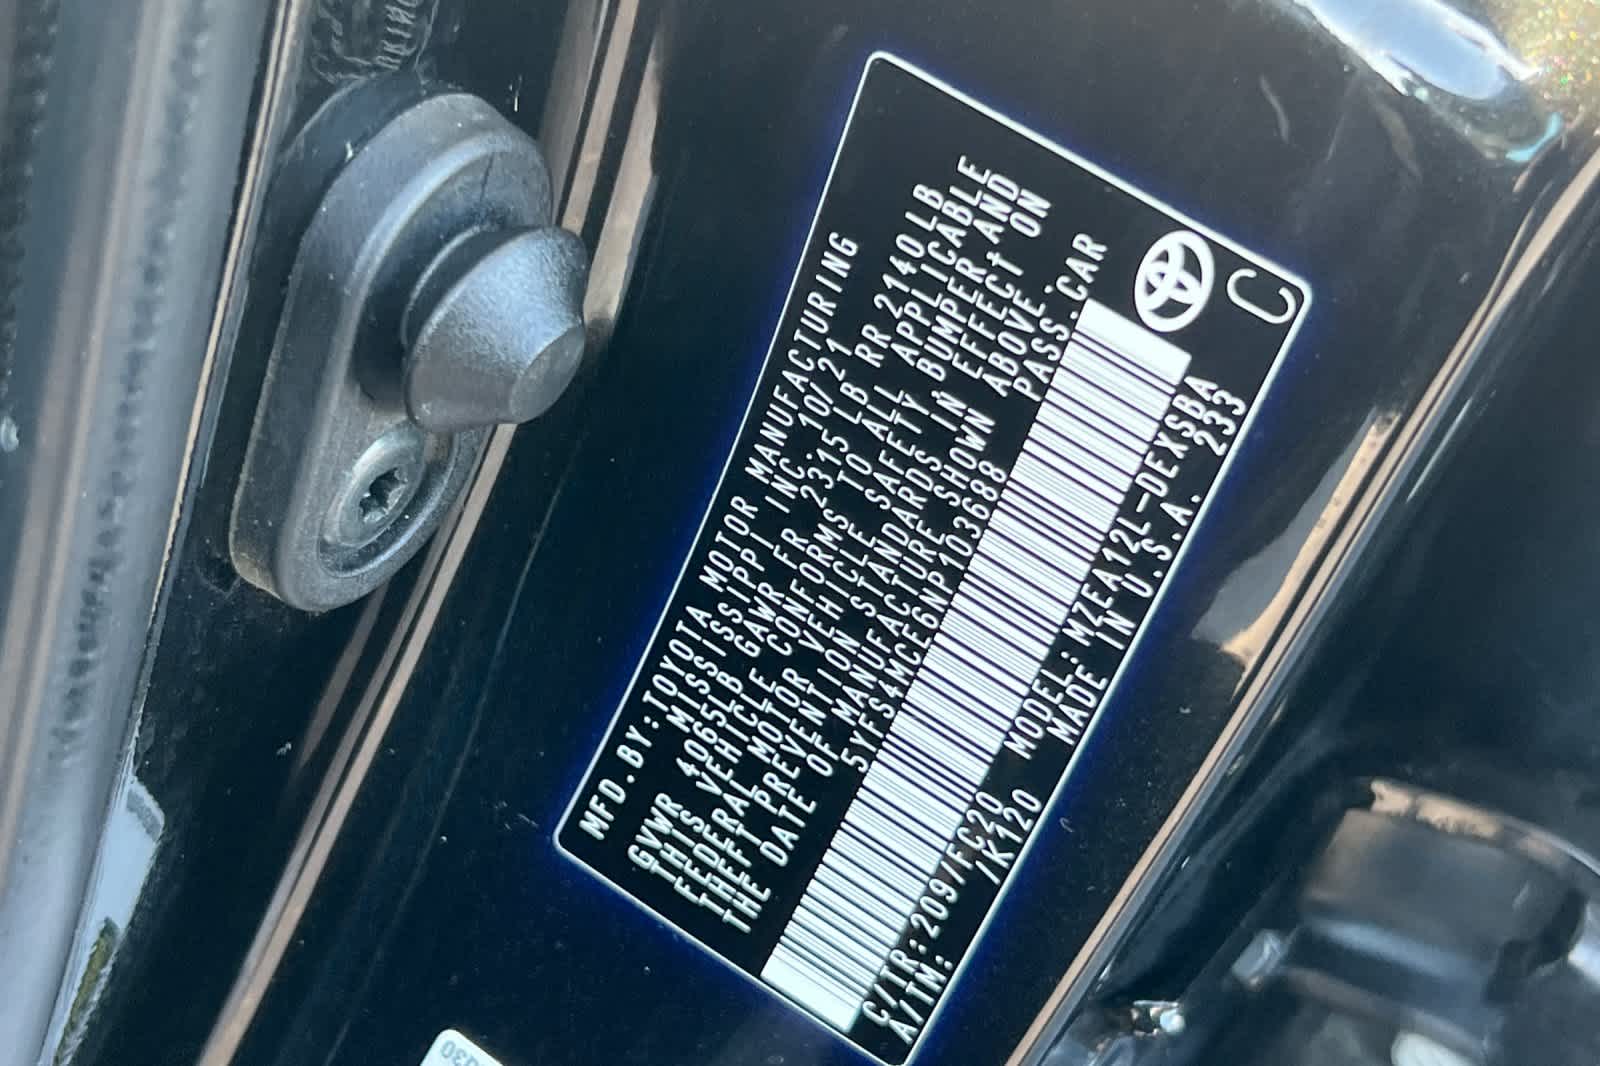 MFD.BY:TOYOTA MOTOR MANUFACTURING
MISSISSIPPI INC. 10/21
GVWR 4065LB GAWR FR 2315LB RR 2140LB
THIS VEHICLE CONFORMS TO ALL APPLICABLE
FEDERAL MOTOR VEHICLE SAFETY, BUMPER, AND
THEFT PREVENTION STANDARDS IN EFFECT ON
THE DATE OF MANUFACTURE SHOWN ABOVE.
5YFS4MCE6NP103688 PASS.CAR
C/TR:209/FC20 MODEL:MZEA12L-DEXSBA
A/TM: /K120 MADE IN U.S.A. 233
C